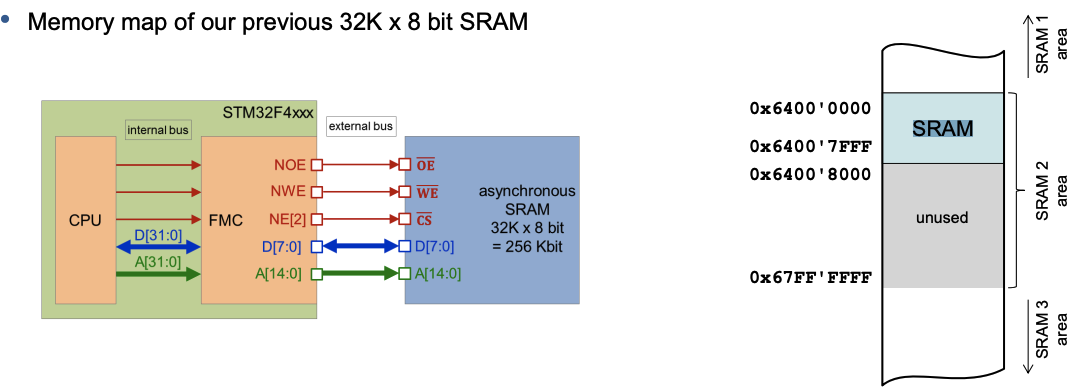 • Memory map of our previous 32K x 8 bit SRAM
STM32F4xxx
internal bus
external bus
CPU
FMC
D[31:0]
A[31:0]
NOE
NWE
NE[2]
D[7:0]
A[14:0]
OE
WE
CS
D[7:0]
A[14:0]
asynchronous
SRAM
32K x 8 bit
= 256 Kbit
0x6400'0000
0x6400'7FFF
0x6400'8000
0x67FF'FFFF
SRAM
unused
SRAM 1
area
SRAM 2
area
SRAM 3
area